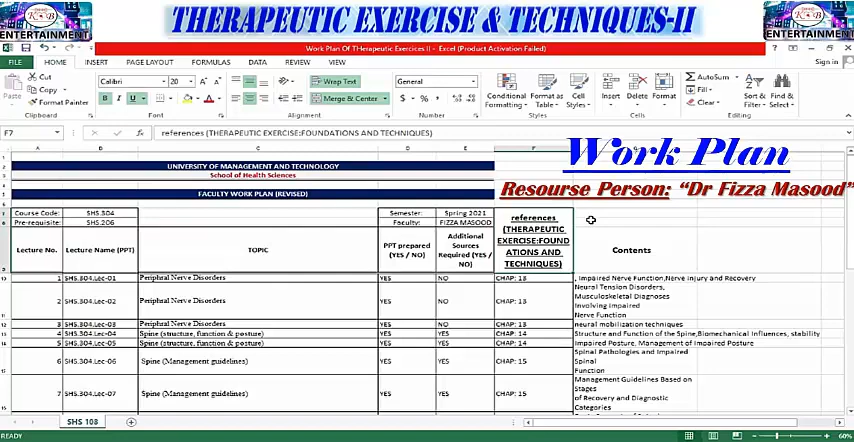 THERAPEUTIC EXERCISE & TECHNIQUES-II
KOB
ENTERTAINMENT
KOB
ENTERTAINMENT
Work Plan Of THerapeutic Exercices II - Excel (Product Activation Failed)
FILE HOME INSERT PAGE LAYOUT FORMULAS DATA REVIEW VIEW Sign in
Paste
Cut
Copy
Format Painter
Calibri 20
B I U
Wrap Text
Merge & Center
General
$ % ,
Conditional Formatting
Format as Table
Cell Styles
Insert Delete Format
AutoSum
Fill
Clear
Sort & Filter
Find & Select
Clipboard Font Alignment Number Styles Cells Editing
F7 fx references (THERAPEUTIC EXERCISE:FOUNDATIONS AND TECHNIQUES)
Work Plan
Resourse Person: “Dr Fizza Masood”
A B C D E F
UNIVERSITY OF MANAGEMENT AND TECHNOLOGY
School of Health Sciences
FACULTY WORK PLAN (REVISED)
Course Code: SHS.304 Semester: Spring 2021
Pre-requisite: SHS.206 Faculty: FIZZA MASOOD
Lecture No.
Lecture Name (PPT)
TOPIC
PPT prepared
(YES / NO)
Additional
Sources
Required (YES /
NO)
references
(THERAPEUTIC
EXERCISE:FOUND
ATIONS AND
TECHNIQUES)
Contents
1 SHS.304.Lec-01 Periphral Nerve Disorders YES NO CHAP: 13 , Impaired Nerve Function,Nerve Injury and Recovery
2 SHS.304.Lec-02 Periphral Nerve Disorders YES NO CHAP: 13
Neural Tension Disorders,
Musculoskeletal Diagnoses
Involving Impaired
Nerve Function
3 SHS.304.Lec-03 Periphral Nerve Disorders YES NO CHAP: 13 neural mobilization techniques
4 SHS.304.Lec-04 Spine (structure, function & posture) YES YES CHAP: 14 Structure and Function of the Spine,Biomechanical Influences, stability
5 SHS.304.Lec-05 Spine (structure, function & posture) YES YES CHAP: 14 Impaired Posture, Management of Impaired Posture
6 SHS.304.Lec-06 Spine (Management guidelines) YES YES CHAP: 15
Spinal Pathologies and Impaired
Spinal
Function
7 SHS.304.Lec-07 Spine (Management guidelines) YES YES CHAP: 15
Management Guidelines Based on
Stages
of Recovery and Diagnostic
Categories
SHS 108
READY 60%